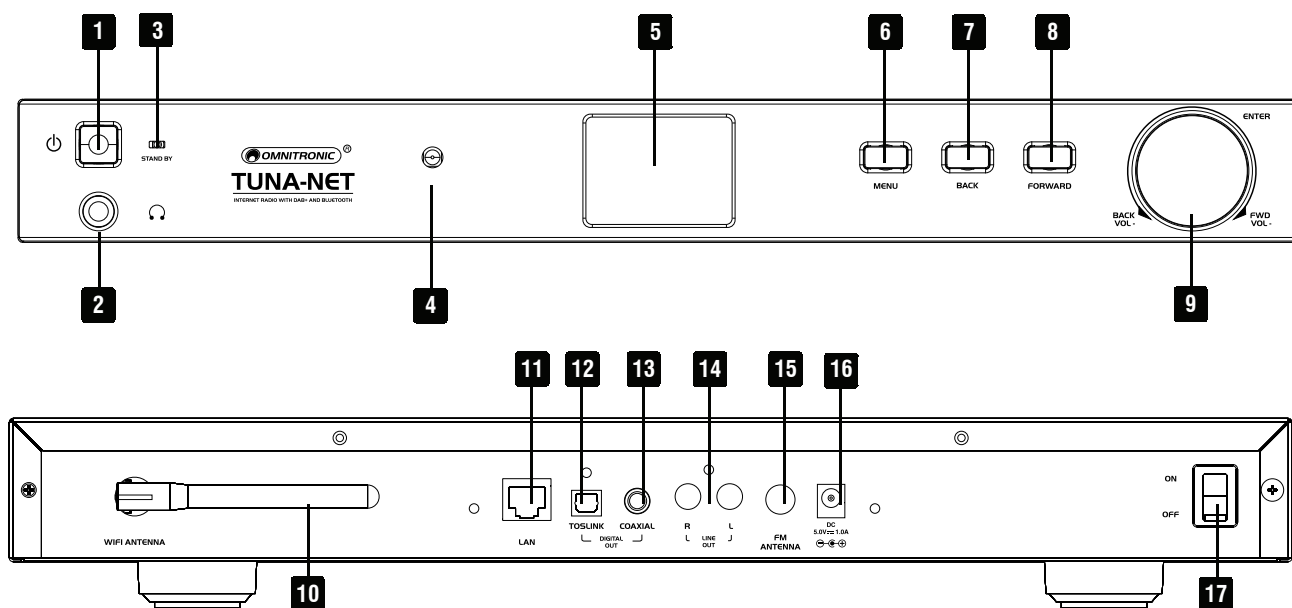 1
3
5
6
7
8
ENTER
STAND BY
OMNITRONIC ®
TUNA-NET
INTERNET RADIO WITH DAB+ AND BLUETOOTH
MENU
BACK
FORWARD
BACK
VOL-
FWD
VOL-
2
4
9
11
12
13
14
15
16
ON
OFF
WIFI ANTENNA
LAN
TOSLINK
COAXIAL
DIGITAL
OUT
R
L
LINE
OUT
FM
ANTENNA
DC
5.0V⎓1.0A
10
17